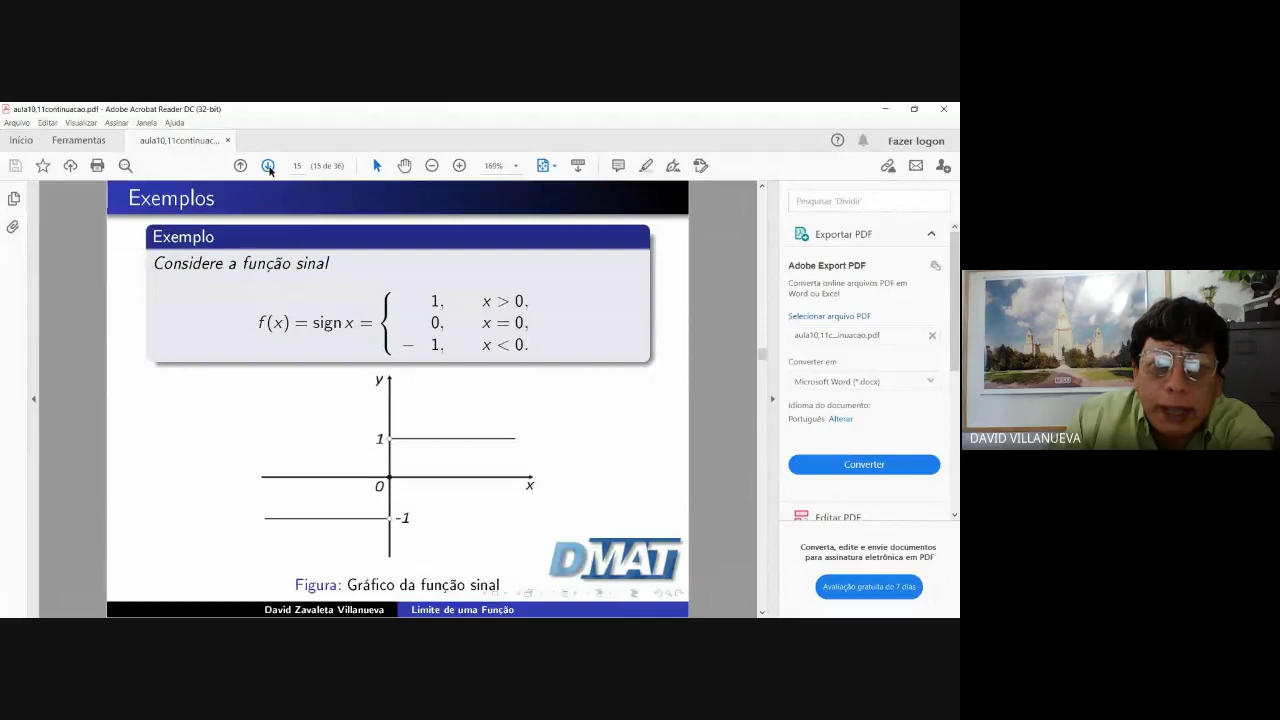 aula10,11continuacao.pdf - Adobe Acrobat Reader DC (32-bit)
Arquivo Editar Visualizar Assinar Janela Ajuda
Início Ferramentas aula10,11continuac... × Fazer logon
15 (15 de 36) 169%
Exemplos
Exemplo
Considere a função sinal
f(x) = sign x =
1, x > 0,
0, x = 0,
− 1, x < 0.
y
1
O
x
-1
DMAT
Figura: Gráfico da função sinal
David Zavaleta Villanueva Limite de uma Função
Pesquisar 'Dividir'
Exportar PDF
Adobe Export PDF
Converta online arquivos PDF em
Word ou Excel
Selecionar arquivo PDF
aula10,11c...inuacao.pdf
Converter em
Microsoft Word (*.docx)
Idioma do documento:
Português Alterar
Converter
Editar PDF
Converta, edite e envie documentos
para assinatura eletrônica em PDF
Avaliação gratuita de 7 dias
DAVID VILLANUEVA